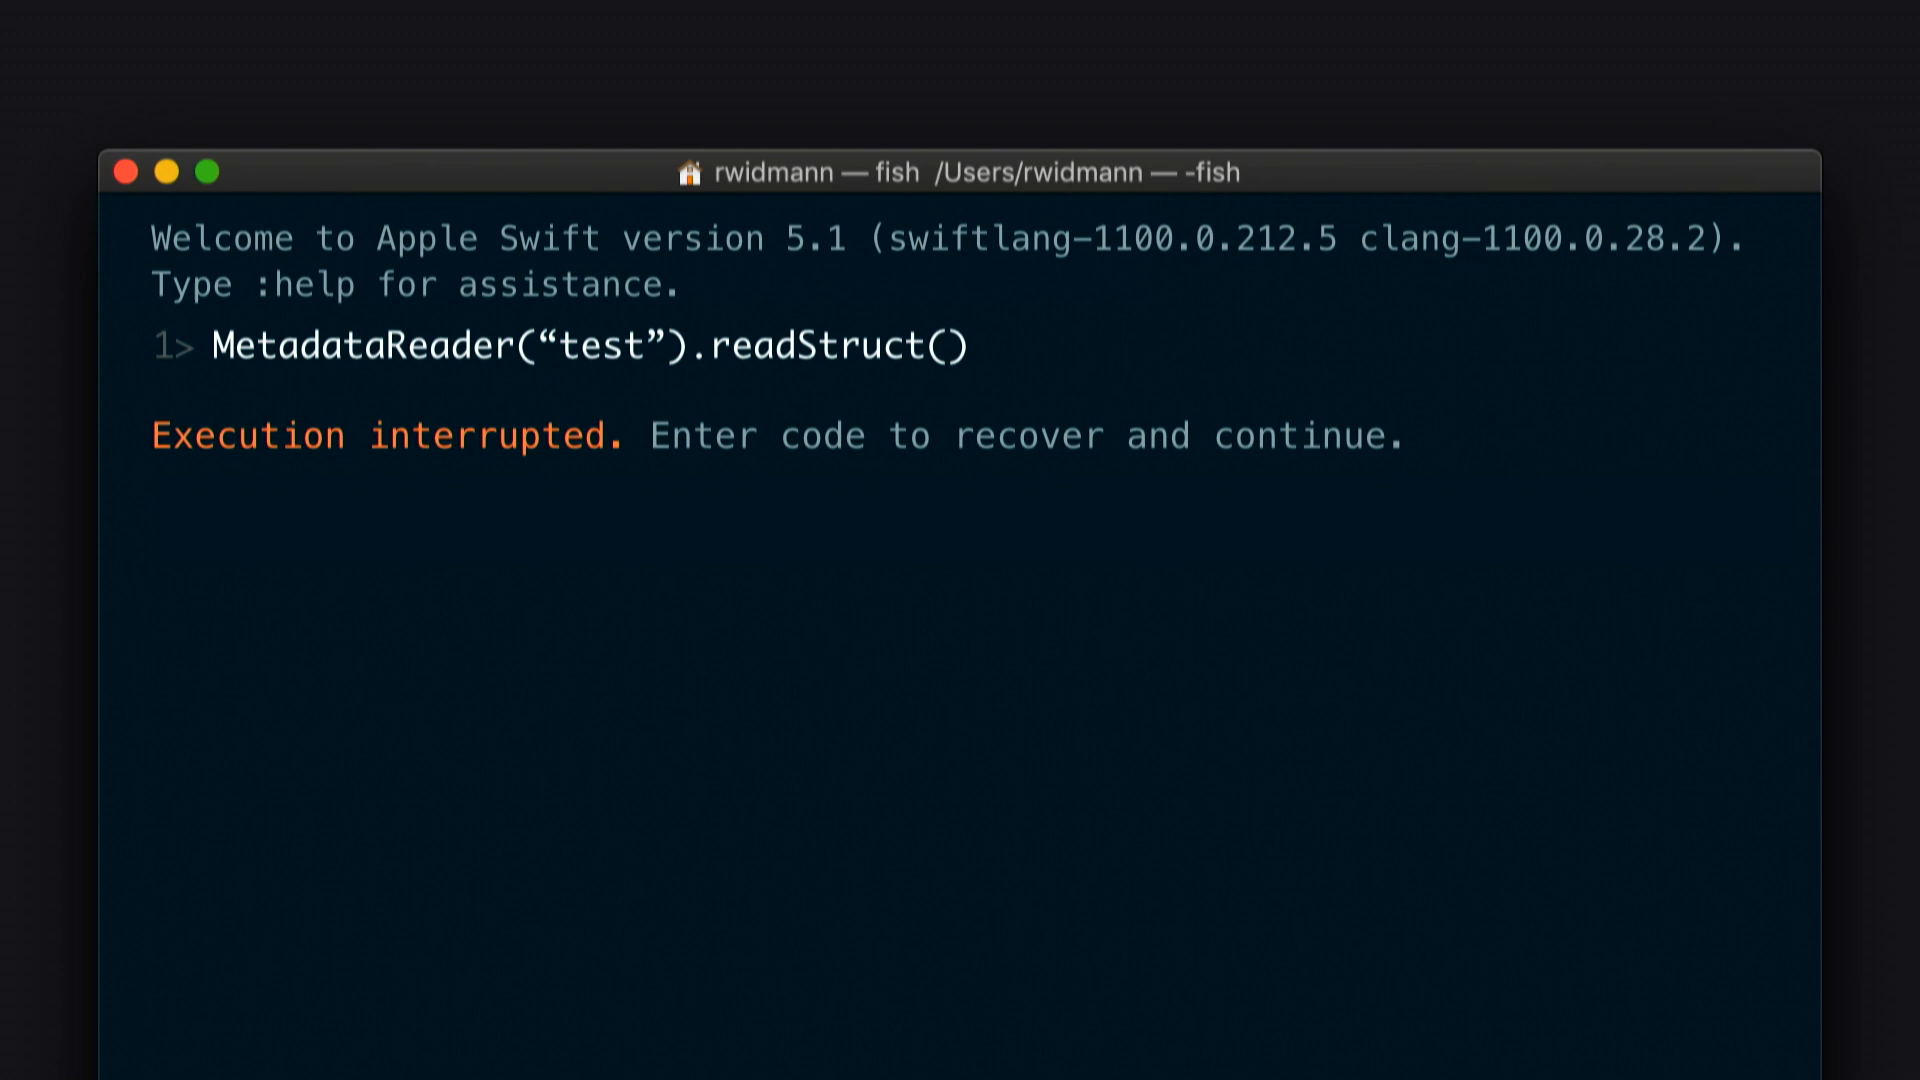 rwidmann — fish  /Users/rwidmann — -fish
Welcome to Apple Swift version 5.1 (swiftlang-1100.0.212.5 clang-1100.0.28.2).
Type :help for assistance.
1> MetadataReader(“test”).readStruct()
Execution interrupted. Enter code to recover and continue.